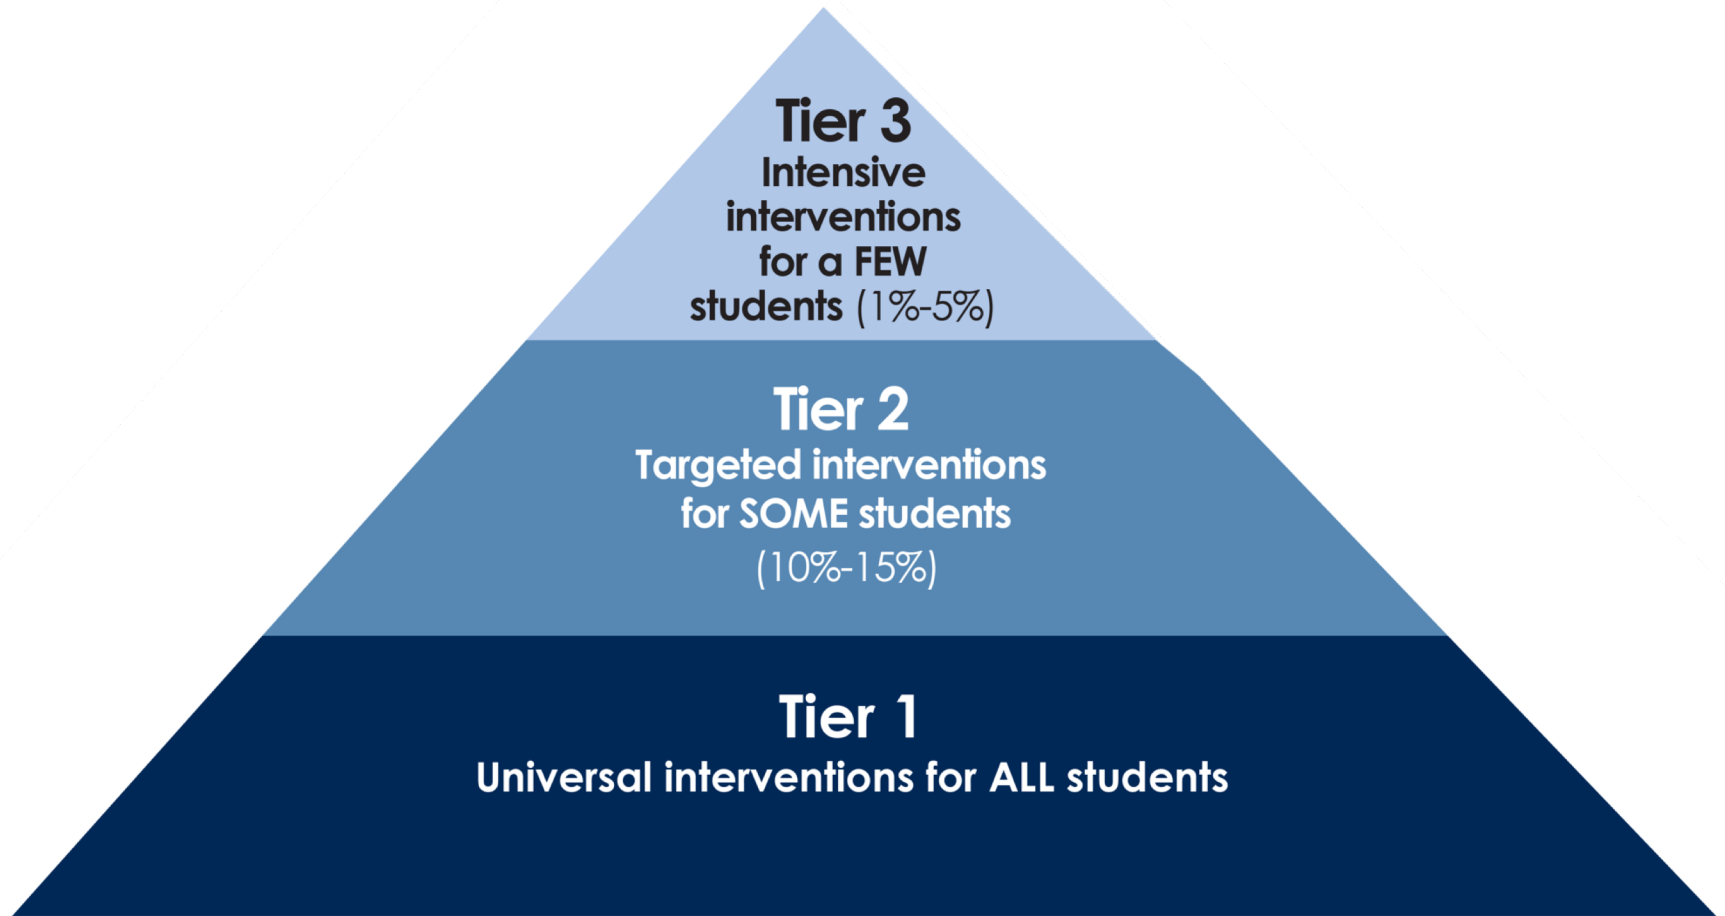 Tier 3
Intensive
interventions
for a FEW
students (1%-5%)
Tier 2
Targeted interventions
for SOME students
(10%-15%)
Tier 1
Universal interventions for ALL students